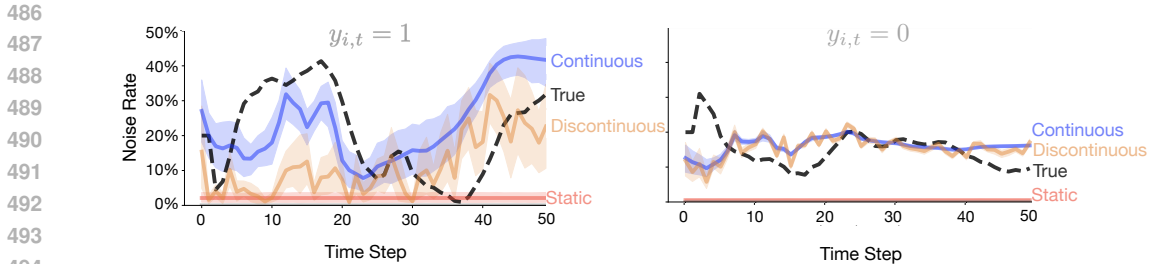 486
487
488
489
490
491
492
493
y_{i,t} = 1
50%
40%
30%
20%
10%
0%
Noise Rate
0 10 20 30 40 50
Time Step
Continuous
True
Discontinuous
Static
y_{i,t} = 0
0 10 20 30 40 50
Time Step
Continuous
Discontinuous
True
Static